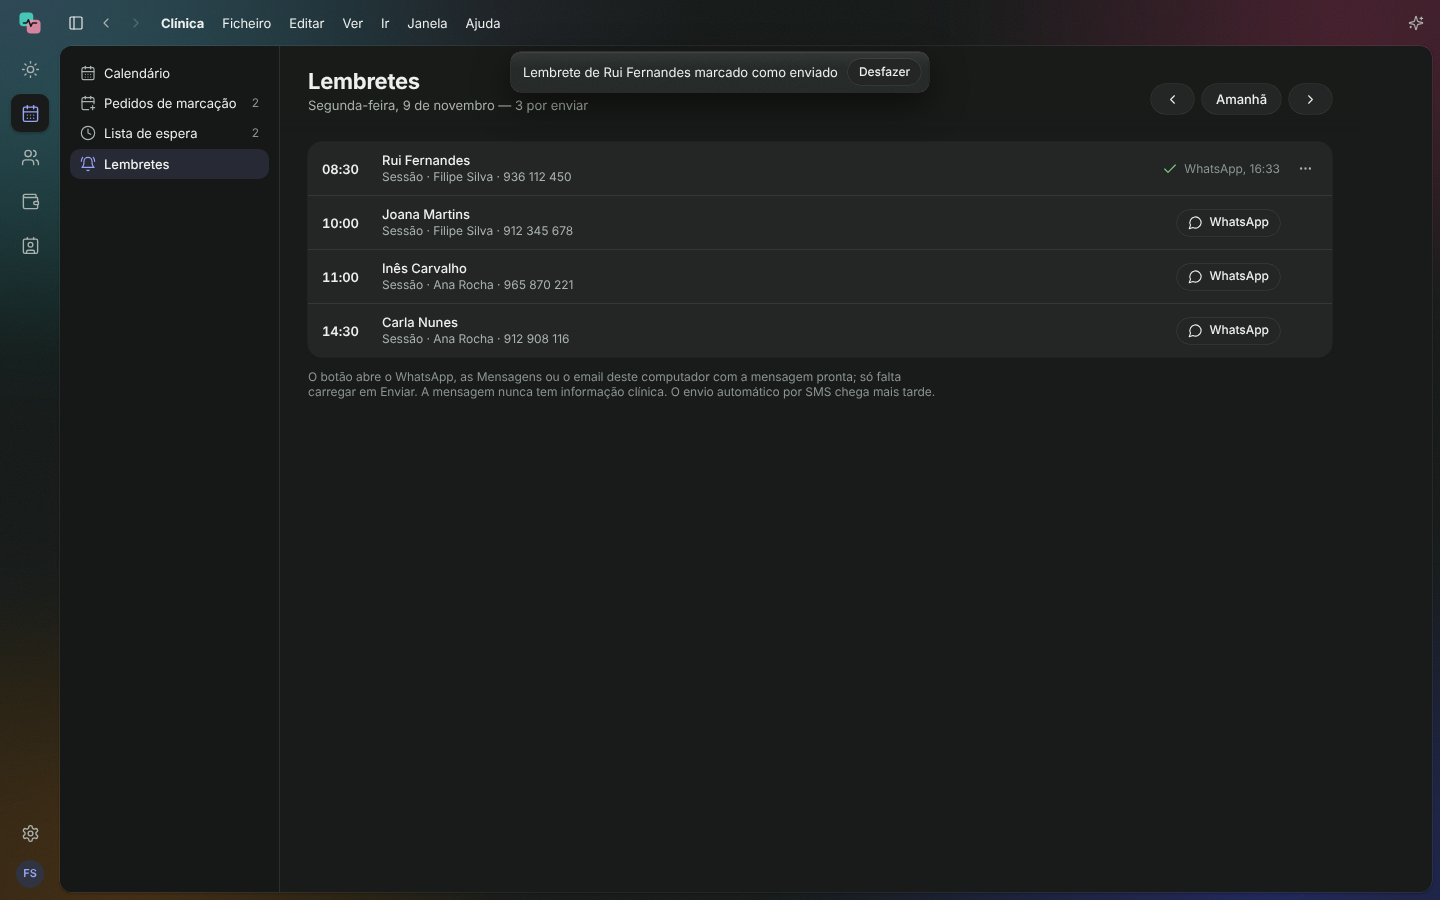 Clínica Ficheiro Editar Ver Ir Janela Ajuda
Calendário
Pedidos de marcação 2
Lista de espera 2
Lembretes
Lembretes
Segunda-feira, 9 de novembro — 3 por enviar
Lembrete de Rui Fernandes marcado como enviado Desfazer
Amanhã
08:30
Rui Fernandes
Sessão · Filipe Silva · 936 112 450
WhatsApp, 16:33
10:00
Joana Martins
Sessão · Filipe Silva · 912 345 678
WhatsApp
11:00
Inês Carvalho
Sessão · Ana Rocha · 965 870 221
WhatsApp
14:30
Carla Nunes
Sessão · Ana Rocha · 912 908 116
WhatsApp
O botão abre o WhatsApp, as Mensagens ou o email deste computador com a mensagem pronta; só falta
carregar em Enviar. A mensagem nunca tem informação clínica. O envio automático por SMS chega mais tarde.
FS